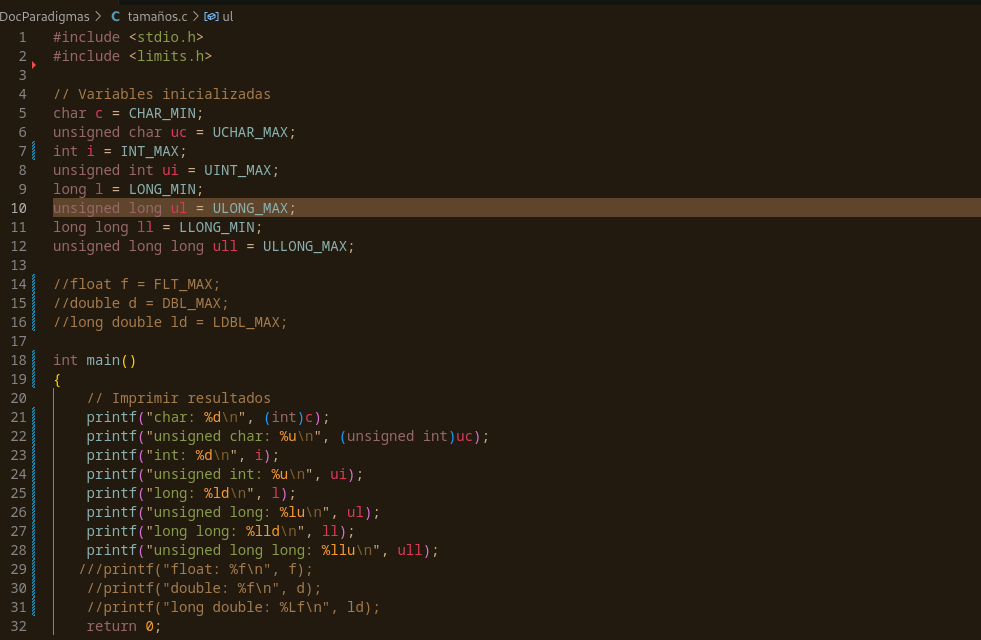 DocParadigmas > C tamaños.c > ul
1 #include <stdio.h>
2 #include <limits.h>
3
4 // Variables inicializadas
5 char c = CHAR_MIN;
6 unsigned char uc = UCHAR_MAX;
7 int i = INT_MAX;
8 unsigned int ui = UINT_MAX;
9 long l = LONG_MIN;
10 unsigned long ul = ULONG_MAX;
11 long long ll = LLONG_MIN;
12 unsigned long long ull = ULLONG_MAX;
13
14 //float f = FLT_MAX;
15 //double d = DBL_MAX;
16 //long double ld = LDBL_MAX;
17
18 int main()
19 {
20     // Imprimir resultados
21     printf("char: %d\n", (int)c);
22     printf("unsigned char: %u\n", (unsigned int)uc);
23     printf("int: %d\n", i);
24     printf("unsigned int: %u\n", ui);
25     printf("long: %ld\n", l);
26     printf("unsigned long: %lu\n", ul);
27     printf("long long: %lld\n", ll);
28     printf("unsigned long long: %llu\n", ull);
29    ///printf("float: %f\n", f);
30     //printf("double: %f\n", d);
31     //printf("long double: %Lf\n", ld);
32     return 0;